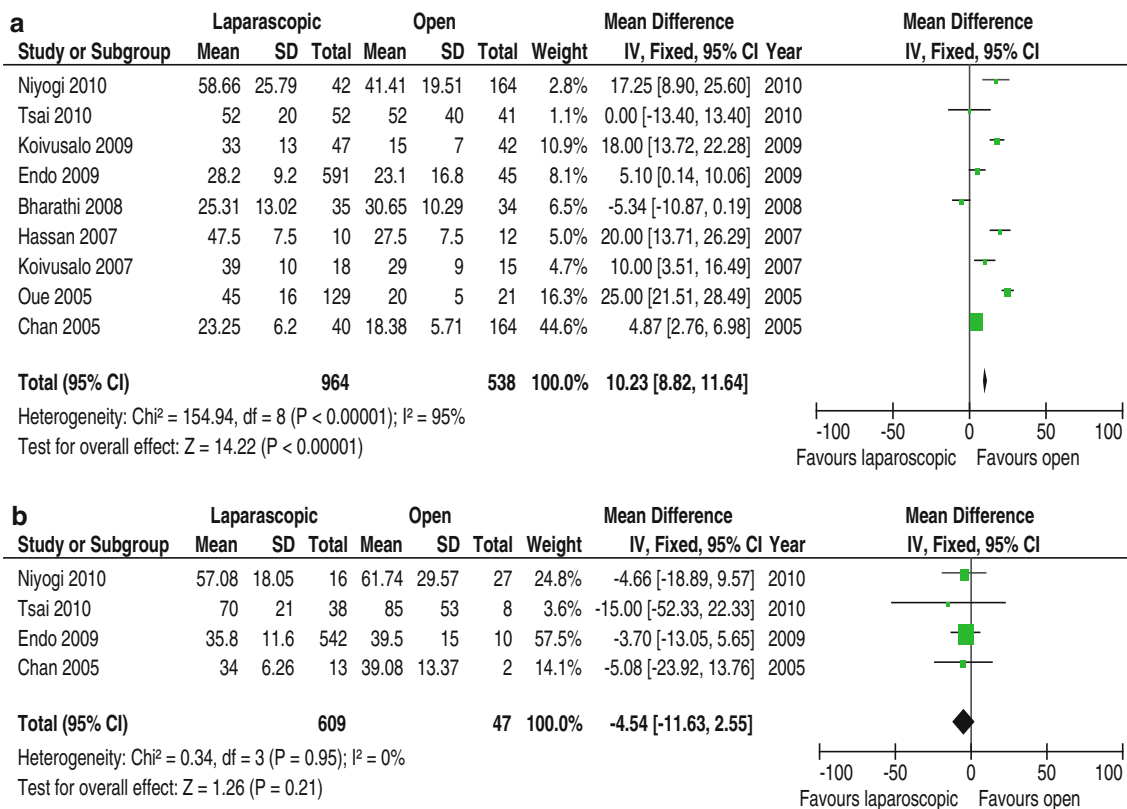 a
Laparascopic Open Mean Difference Mean Difference
Study or Subgroup Mean SD Total Mean SD Total Weight IV, Fixed, 95% CI Year IV, Fixed, 95% CI
Niyogi 2010 58.66 25.79 42 41.41 19.51 164 2.8% 17.25 [8.90, 25.60] 2010
Tsai 2010 52 20 52 52 40 41 1.1% 0.00 [-13.40, 13.40] 2010
Koivusalo 2009 33 13 47 15 7 42 10.9% 18.00 [13.72, 22.28] 2009
Endo 2009 28.2 9.2 591 23.1 16.8 45 8.1% 5.10 [0.14, 10.06] 2009
Bharathi 2008 25.31 13.02 35 30.65 10.29 34 6.5% -5.34 [-10.87, 0.19] 2008
Hassan 2007 47.5 7.5 10 27.5 7.5 12 5.0% 20.00 [13.71, 26.29] 2007
Koivusalo 2007 39 10 18 29 9 15 4.7% 10.00 [3.51, 16.49] 2007
Oue 2005 45 16 129 20 5 21 16.3% 25.00 [21.51, 28.49] 2005
Chan 2005 23.25 6.2 40 18.38 5.71 164 44.6% 4.87 [2.76, 6.98] 2005
Total (95% CI) 964 538 100.0% 10.23 [8.82, 11.64]
Heterogeneity: Chi² = 154.94, df = 8 (P < 0.00001); I² = 95%
Test for overall effect: Z = 14.22 (P < 0.00001)
-100 -50 0 50 100
Favours laparoscopic Favours open
b
Laparascopic Open Mean Difference Mean Difference
Study or Subgroup Mean SD Total Mean SD Total Weight IV, Fixed, 95% CI Year IV, Fixed, 95% CI
Niyogi 2010 57.08 18.05 16 61.74 29.57 27 24.8% -4.66 [-18.89, 9.57] 2010
Tsai 2010 70 21 38 85 53 8 3.6% -15.00 [-52.33, 22.33] 2010
Endo 2009 35.8 11.6 542 39.5 15 10 57.5% -3.70 [-13.05, 5.65] 2009
Chan 2005 34 6.26 13 39.08 13.37 2 14.1% -5.08 [-23.92, 13.76] 2005
Total (95% CI) 609 47 100.0% -4.54 [-11.63, 2.55]
Heterogeneity: Chi² = 0.34, df = 3 (P = 0.95); I² = 0%
Test for overall effect: Z = 1.26 (P = 0.21)
-100 -50 0 50 100
Favours laparoscopic Favours open